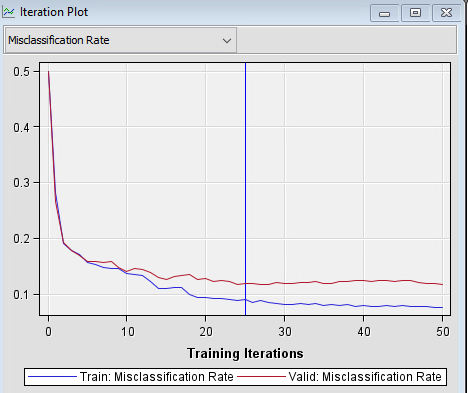 Iteration Plot
Misclassification Rate
0.5
0.4
0.3
0.2
0.1
0 10 20 30 40 50
Training Iterations
Train: Misclassification Rate Valid: Misclassification Rate